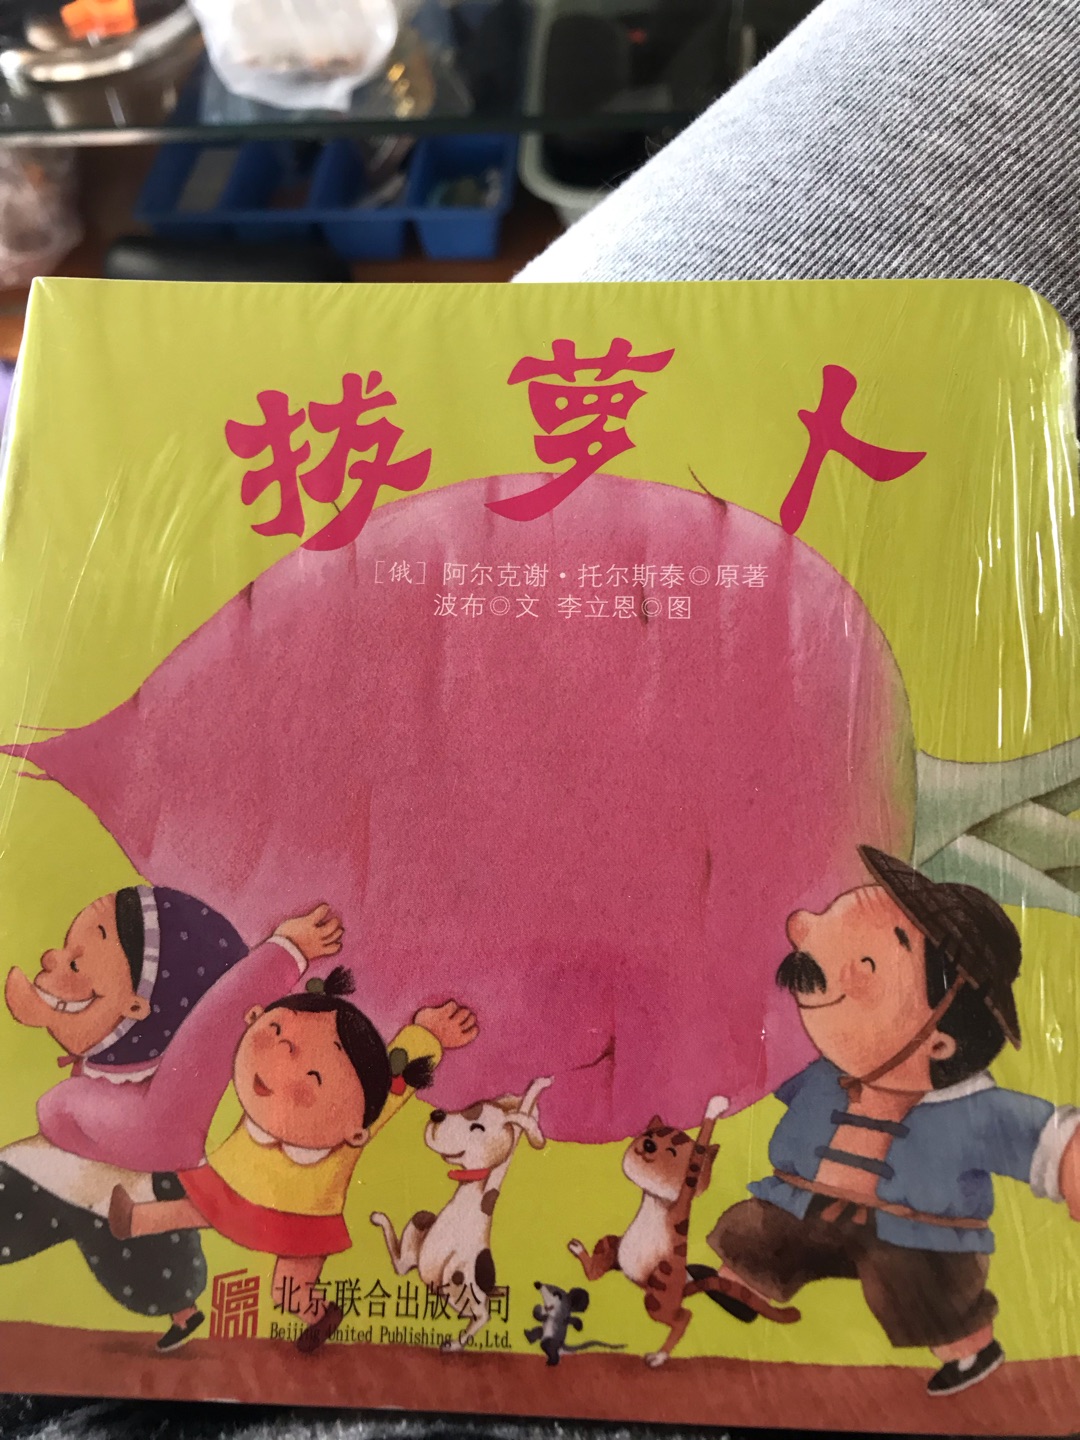 拔萝卜
[俄] 阿尔克谢·托尔斯泰◎原著
波布◎文 李立恩◎图
北京联合出版公司
Beijing United Publishing Co.,Ltd.